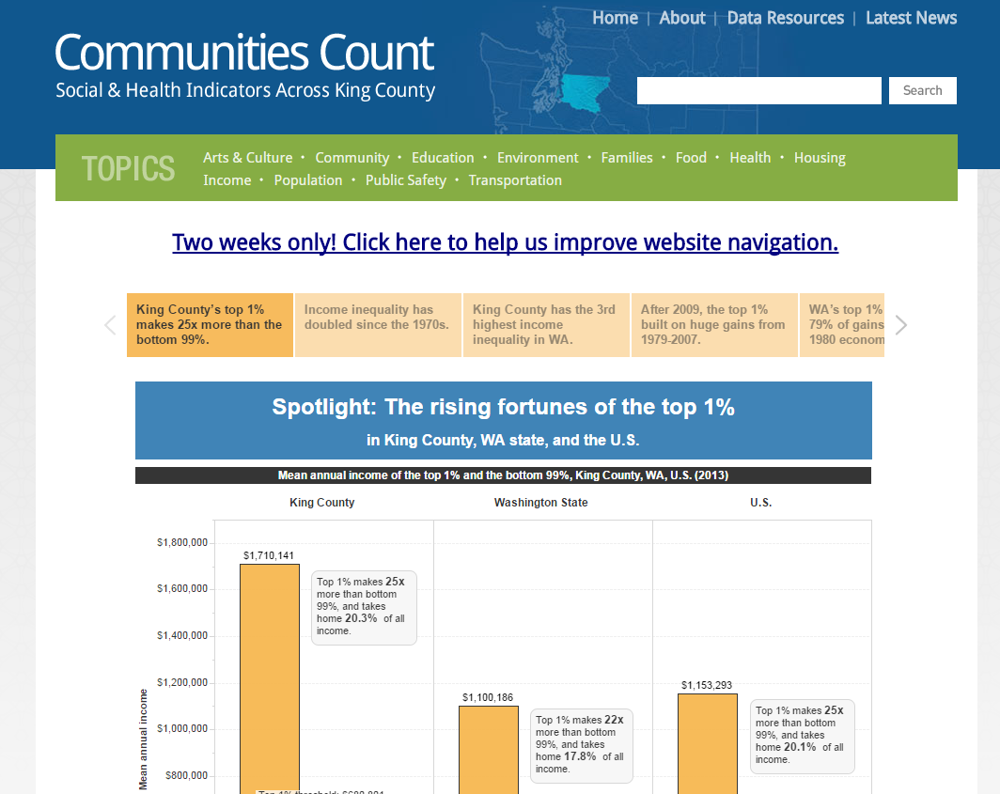 Home | About | Data Resources | Latest News
Communities Count
Social & Health Indicators Across King County
Search
TOPICS
Arts & Culture • Community • Education • Environment • Families • Food • Health • Housing
Income • Population • Public Safety • Transportation
Two weeks only! Click here to help us improve website navigation.
King County's top 1%
makes 25x more than the
bottom 99%.
Income inequality has
doubled since the 1970s.
King County has the 3rd
highest income
inequality in WA.
After 2009, the top 1%
built on huge gains from
1979-2007.
WA's top 1%
79% of gains
1980 econom
Spotlight: The rising fortunes of the top 1%
in King County, WA state, and the U.S.
Mean annual income of the top 1% and the bottom 99%, King County, WA, U.S. (2013)
King County
Washington State
U.S.
Mean annual income
$1,800,000
$1,600,000
$1,400,000
$1,200,000
$1,000,000
$800,000
$1,710,141
Top 1% makes 25x
more than bottom
99%, and takes
home 20.3% of all
income.
$1,100,186
Top 1% makes 22x
more than bottom
99%, and takes
home 17.8% of all
income.
$1,153,293
Top 1% makes 25x
more than bottom
99%, and takes
home 20.1% of all
income.
Top 1% threshold: